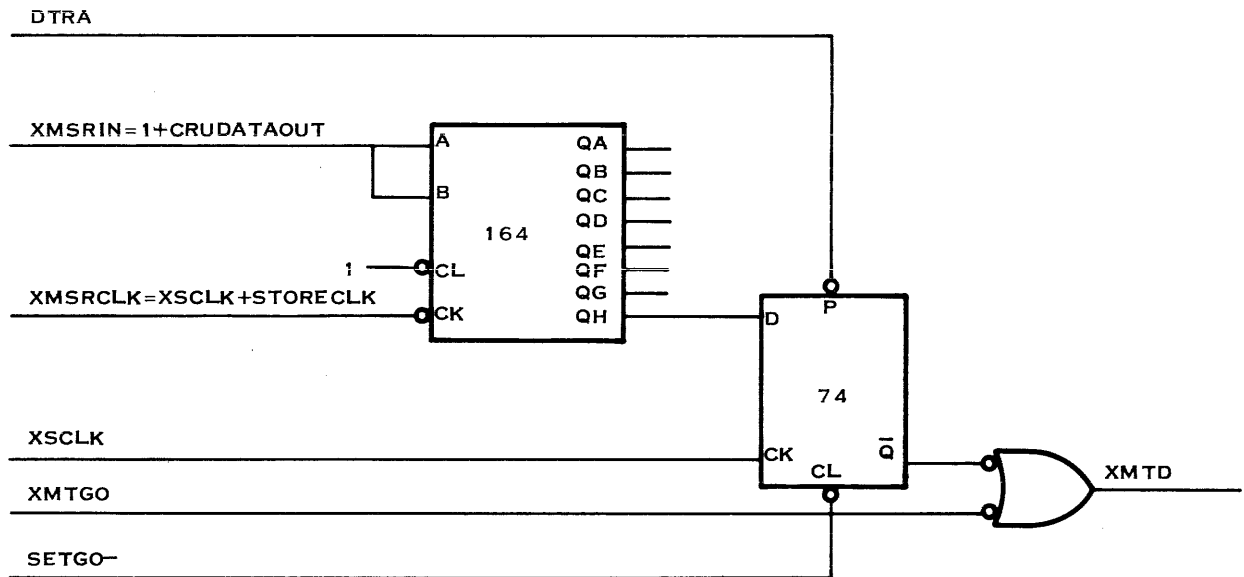 DTRA
XMSRIN=1+CRUDATAOUT
A
B
1
CL
CK
164
QA
QB
QC
QD
QE
QF
QG
QH
XMSRCLK=XSCLK+STORECLK
D
P
74
CK
CL
Q̅
XSCLK
XMTGO
SETGO—
XMTD